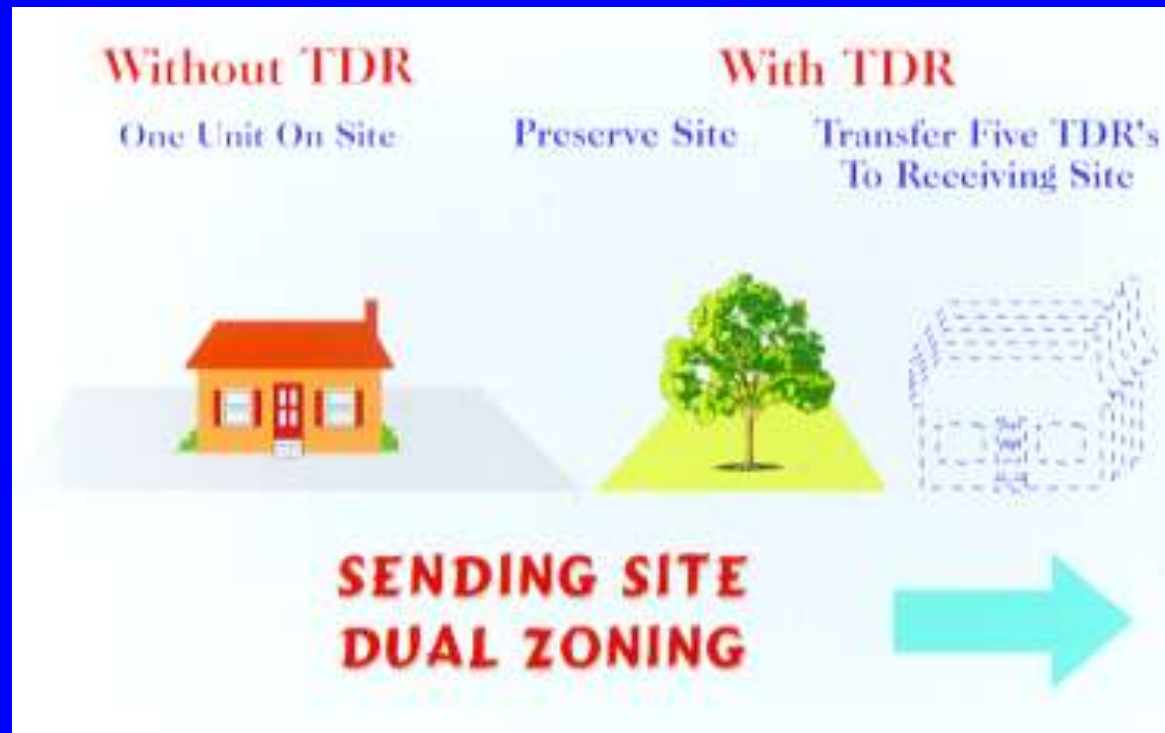 Without TDR
With TDR
One Unit On Site
Preserve Site
Transfer Five TDR's
To Receiving Site
SENDING SITE
DUAL ZONING